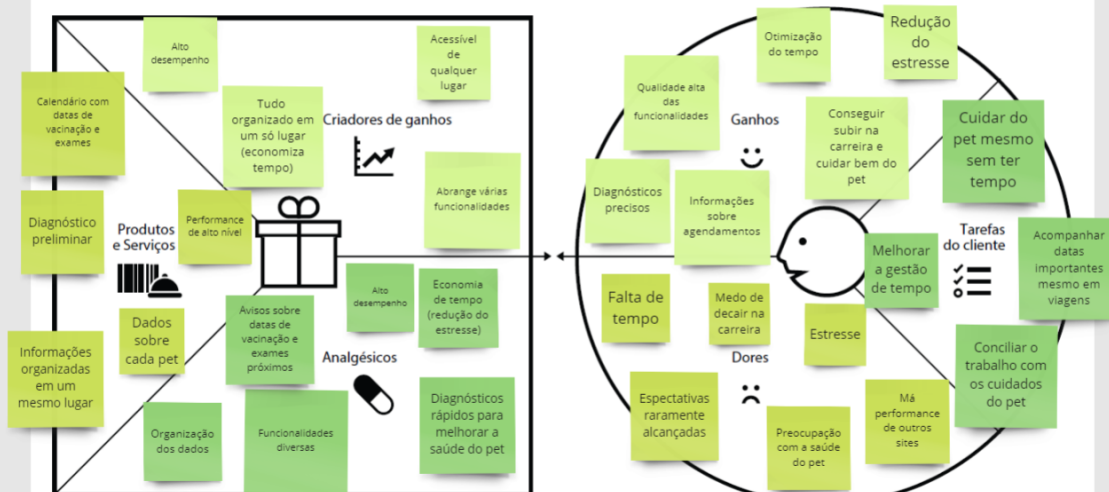 Alto
desempenho
Acessível
de
qualquer
lugar
Calendário com
datas de
vacinação e
exames
Tudo
organizado em
um só lugar
(economiza
tempo)
Criadores de ganhos
Abrange várias
funcionalidades
Diagnóstico
preliminar
Produtos
e Serviços
Performance
de alto nível
Informações
organizadas
em um
mesmo lugar
Dados
sobre
cada pet
Avisos sobre
datas de
vacinação e
exames
próximos
Alto
desempenho
Economia
de tempo
(redução do
estresse)
Analgésicos
Organização
dos dados
Funcionalidades
diversas
Diagnósticos
rápidos para
melhorar a
saúde do pet
Otimização
do tempo
Redução
do
estresse
Qualidade alta
das
funcionalidades
Ganhos
Conseguir
subir na
carreira e
cuidar bem do
pet
Diagnósticos
precisos
Informações
sobre
agendamentos
Cuidar do
pet mesmo
sem ter
tempo
Melhorar
a gestão
de tempo
Tarefas
do cliente
Acompanhar
datas
importantes
mesmo em
viagens
Conciliar o
trabalho com
os cuidados
do pet
Falta de
tempo
Medo de
decair na
carreira
Estresse
Dores
Espectativas
raramente
alcançadas
Preocupação
com a saúde
do pet
Má
performance
de outros
sites